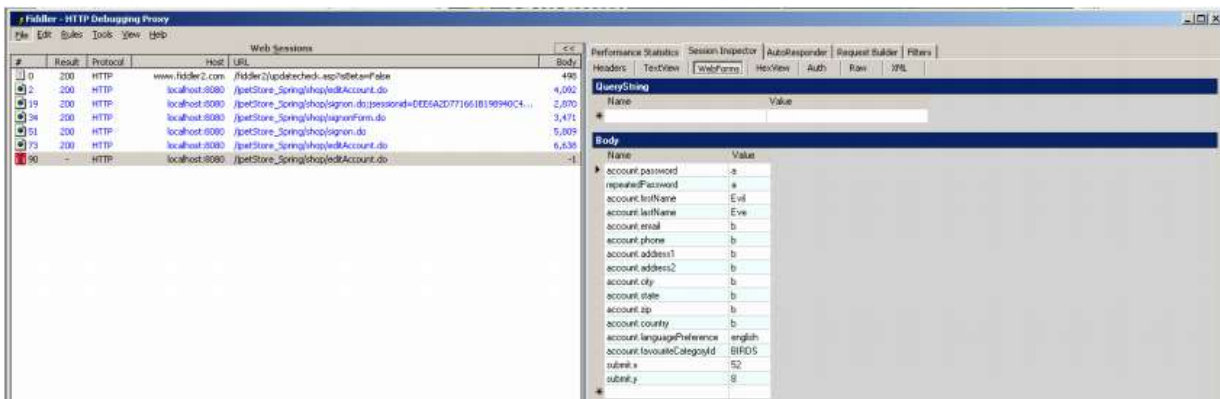 Fiddler - HTTP Debugging Proxy
File Edit Rules Tools View Help
Web Sessions <<
# Result Protocol Host URL Body
0 200 HTTP www.fiddler2.com /fiddler2/updatecheck.asp?isBeta=False 498
2 200 HTTP localhost:8080 /jpetStore_Spring/shop/editAccount.do 4,092
19 200 HTTP localhost:8080 /jpetStore_Spring/shop/signon.do;jsessionid=DEE6A2D771661B198940C4... 2,870
34 200 HTTP localhost:8080 /jpetStore_Spring/shop/signonForm.do 3,471
51 200 HTTP localhost:8080 /jpetStore_Spring/shop/signon.do 5,809
73 200 HTTP localhost:8080 /jpetStore_Spring/shop/editAccount.do 6,638
90 - HTTP localhost:8080 /jpetStore_Spring/shop/editAccount.do -1
Performance Statistics Session Inspector AutoResponder Request Builder Filters
Headers TextView WebForms HexView Auth Raw XML
QueryString
Name Value
Body
Name Value
account.password a
repeatedPassword a
account.firstName Evil
account.lastName Eve
account.email b
account.phone b
account.address1 b
account.address2 b
account.city b
account.state b
account.zip b
account.country b
account.languagePreference english
account.favouriteCategoryId BIRDS
submit.x 52
submit.y 8